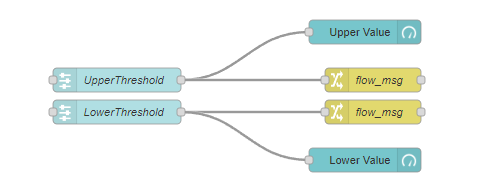 Upper Value
UpperThreshold
flow_msg
LowerThreshold
flow_msg
Lower Value